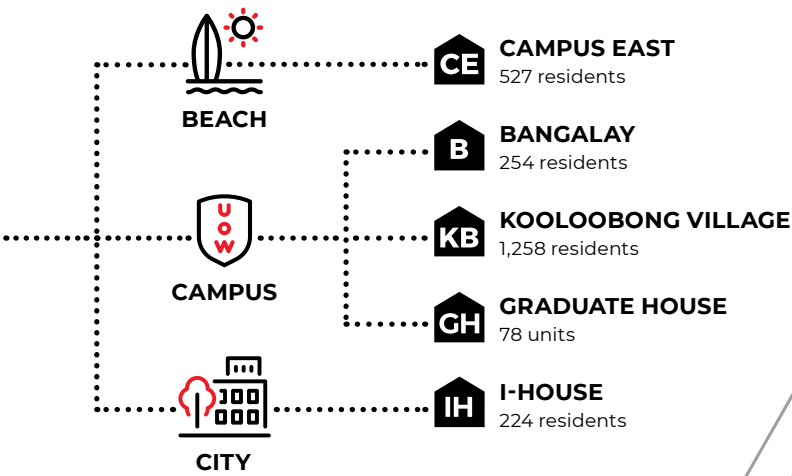 BEACH
CE
CAMPUS EAST
527 residents
B
BANGALAY
254 residents
UOW
CAMPUS
KB
KOOLOOBONG VILLAGE
1,258 residents
GH
GRADUATE HOUSE
78 units
CITY
IH
I-HOUSE
224 residents